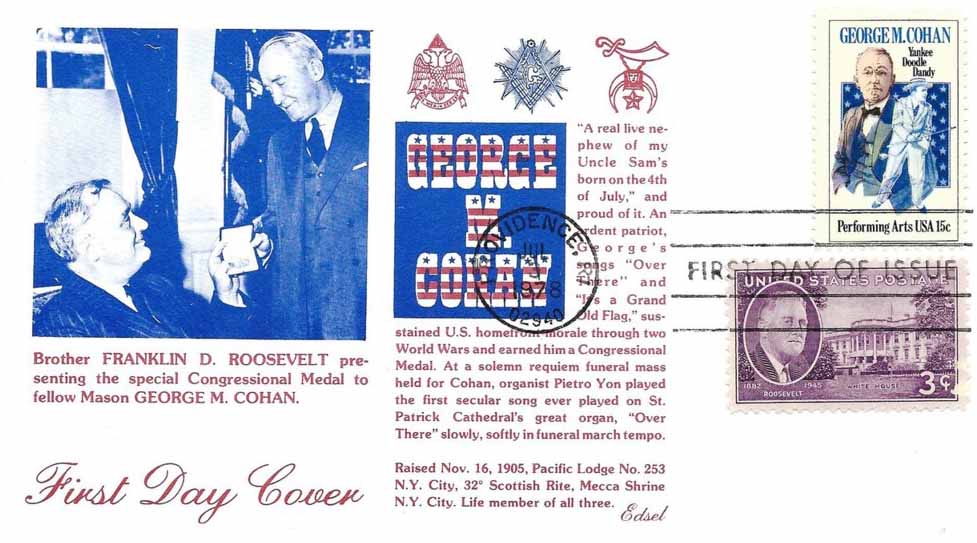 Brother FRANKLIN D. ROOSEVELT pre-
senting the special Congressional Medal to
fellow Mason GEORGE M. COHAN.
First Day Cover
GEORGE
M.
COHAN
"A real live ne-
phew of my
Uncle Sam's
born on the 4th
of July," and
proud of it. An
ardent patriot,
George's
songs "Over
There" and
"It's a Grand
Old Flag," sus-
tained U.S. homefront morale through two
World Wars and earned him a Congressional
Medal. At a solemn requiem funeral mass
held for Cohan, organist Pietro Yon played
the first secular song ever played on St.
Patrick Cathedral's great organ, "Over
There" slowly, softly in funeral march tempo.
Raised Nov. 16, 1905, Pacific Lodge No. 253
N.Y. City, 32° Scottish Rite, Mecca Shrine
N.Y. City. Life member of all three.
Edsel
PROVIDENCE, RI
JUL
3
1978
02940
GEORGE M. COHAN
Yankee
Doodle
Dandy
Performing Arts USA 15c
FIRST DAY OF ISSUE
UNITED STATES POSTAGE
1882 1945
ROOSEVELT
WHITE HOUSE
3¢